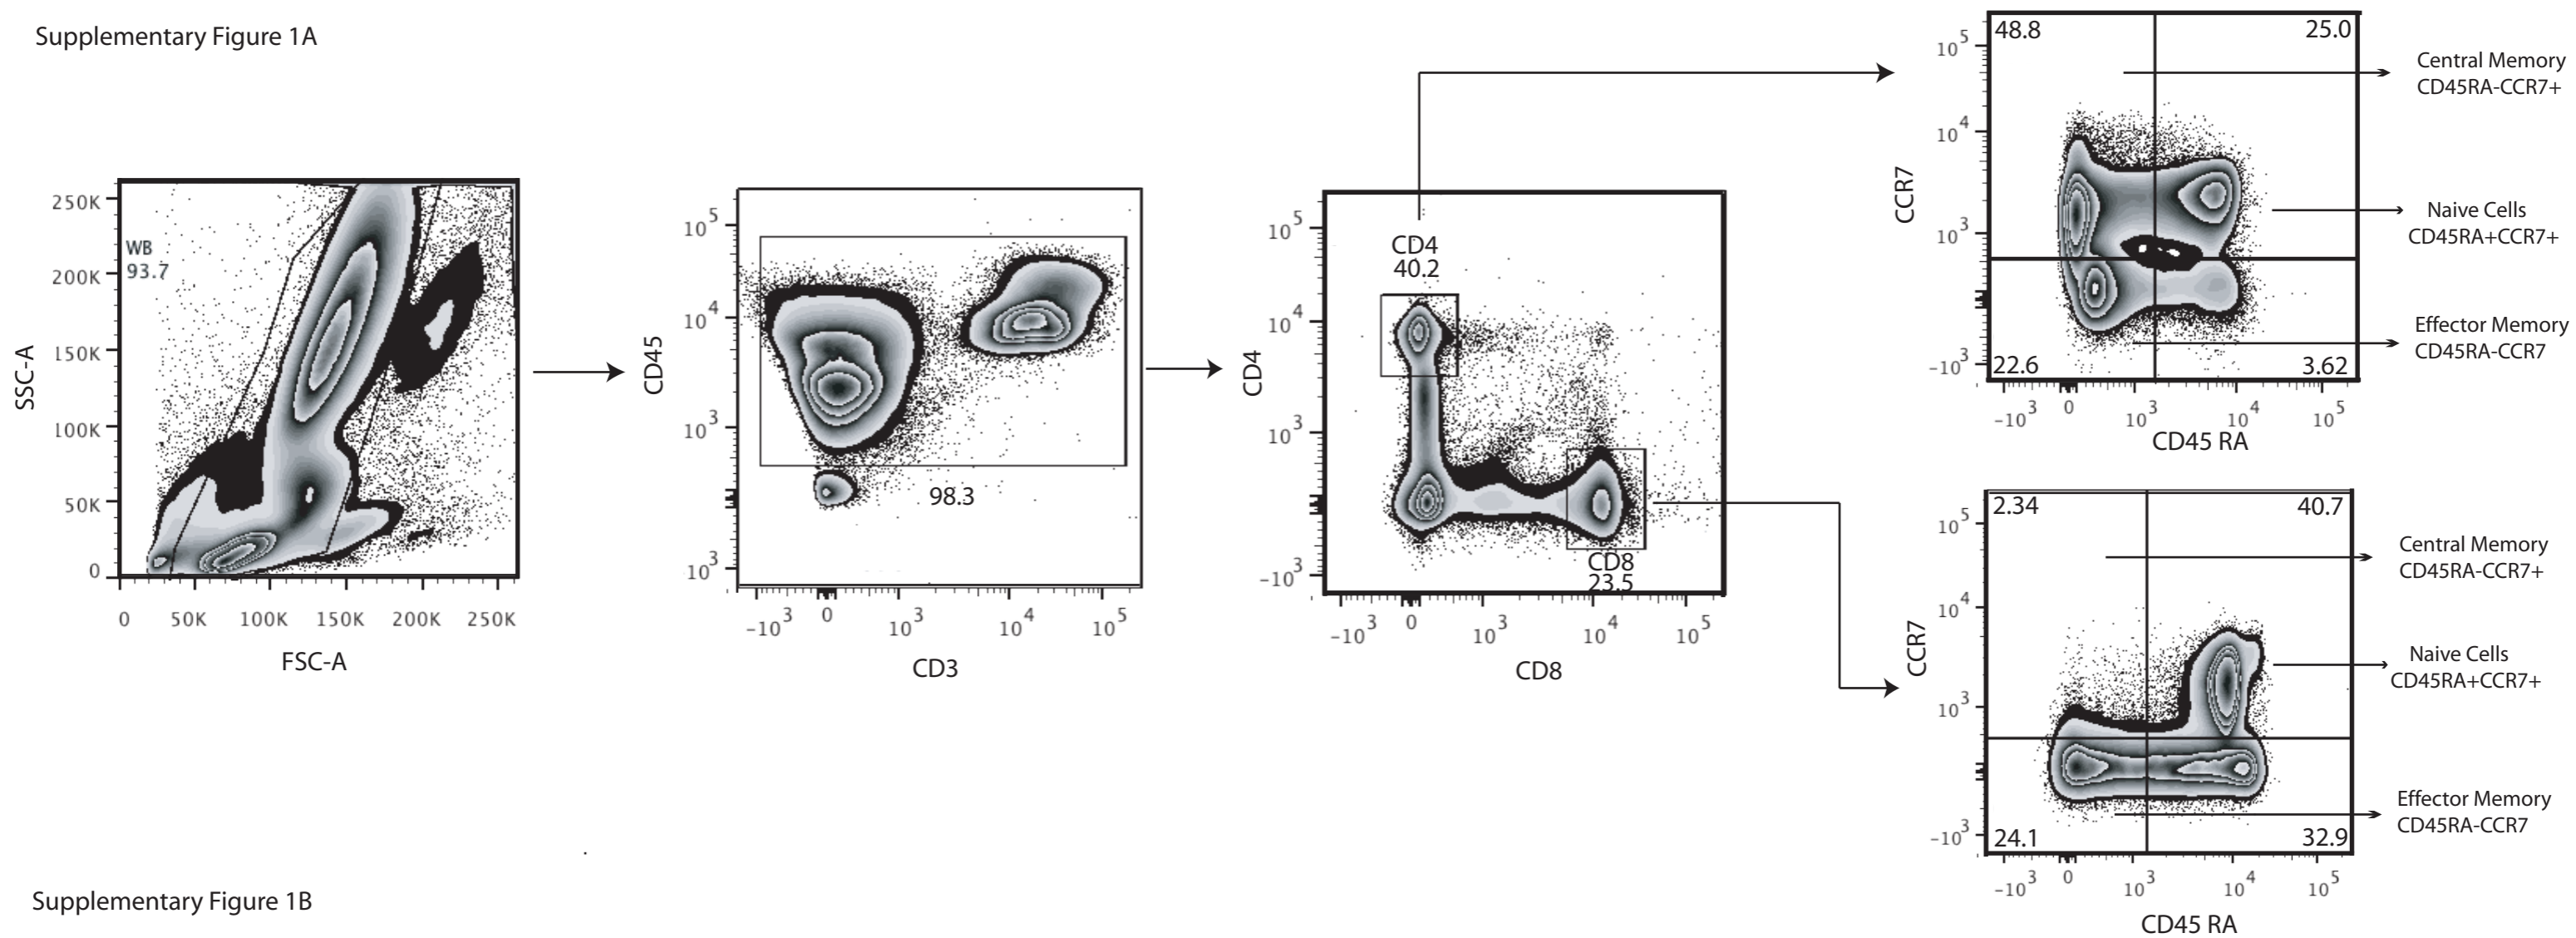 Supplementary Figure 1A
250K
200K
150K
100K
50K
0
WB
93.7
SSC-A
0 50K 100K 150K 200K 250K
FSC-A
CD45
10^5
10^4
10^3
10^3
98.3
-10^3 0 10^3 10^4 10^5
CD3
CD4
10^5
10^4
10^3
-10^3
CD4
40.2
CD8
23.5
-10^3 0 10^3 10^4 10^5
CD8
CCR7
10^5
10^4
10^3
-10^3
48.8 25.0
22.6 3.62
-10^3 0 10^3 10^4 10^5
CD45 RA
Central Memory
CD45RA-CCR7+
Naive Cells
CD45RA+CCR7+
Effector Memory
CD45RA-CCR7
CCR7
10^5
10^4
10^3
-10^3
2.34 40.7
24.1 32.9
-10^3 0 10^3 10^4 10^5
CD45 RA
Central Memory
CD45RA-CCR7+
Naive Cells
CD45RA+CCR7+
Effector Memory
CD45RA-CCR7
Supplementary Figure 1B